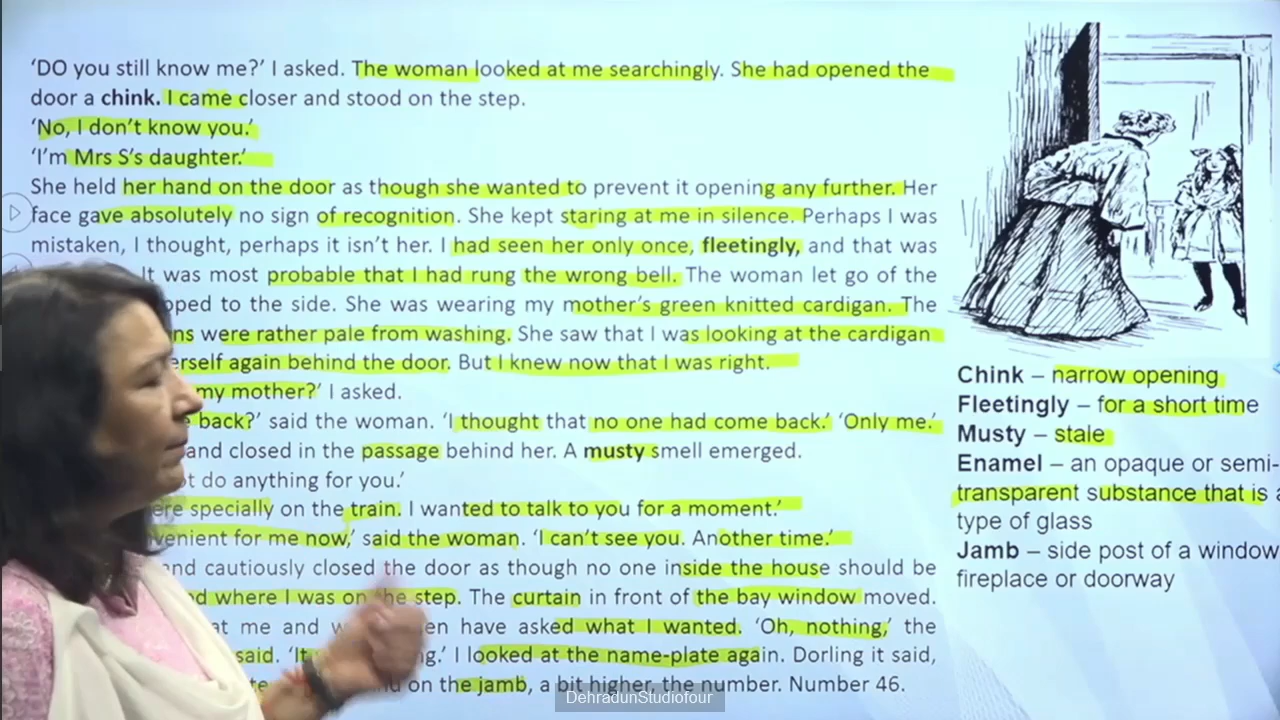 ‘DO you still know me?’ I asked. The woman looked at me searchingly. She had opened the
door a chink. I came closer and stood on the step.
‘No, I don’t know you.’
‘I’m Mrs S’s daughter.’
She held her hand on the door as though she wanted to prevent it opening any further. Her
face gave absolutely no sign of recognition. She kept staring at me in silence. Perhaps I was
mistaken, I thought, perhaps it isn’t her. I had seen her only once, fleetingly, and that was
It was most probable that I had rung the wrong bell. The woman let go of the
to the side. She was wearing my mother’s green knitted cardigan. The
were rather pale from washing. She saw that I was looking at the cardigan
again behind the door. But I knew now that I was right.
my mother?’ I asked.
back?’ said the woman. ‘I thought that no one had come back.’ ‘Only me.’
and closed in the passage behind her. A musty smell emerged.
do anything for you.’
specially on the train. I wanted to talk to you for a moment.’
for me now,’ said the woman. ‘I can’t see you. Another time.’
and cautiously closed the door as though no one inside the house should be
where I was on the step. The curtain in front of the bay window moved.
at me and have asked what I wanted. ‘Oh, nothing,’ the
said. I looked at the name-plate again. Dorling it said,
on the jamb, a bit higher, the number. Number 46.
Chink – narrow opening
Fleetingly – for a short time
Musty – stale
Enamel – an opaque or semi-
transparent substance that is a
type of glass
Jamb – side post of a window
fireplace or doorway
DehradunStudiofour